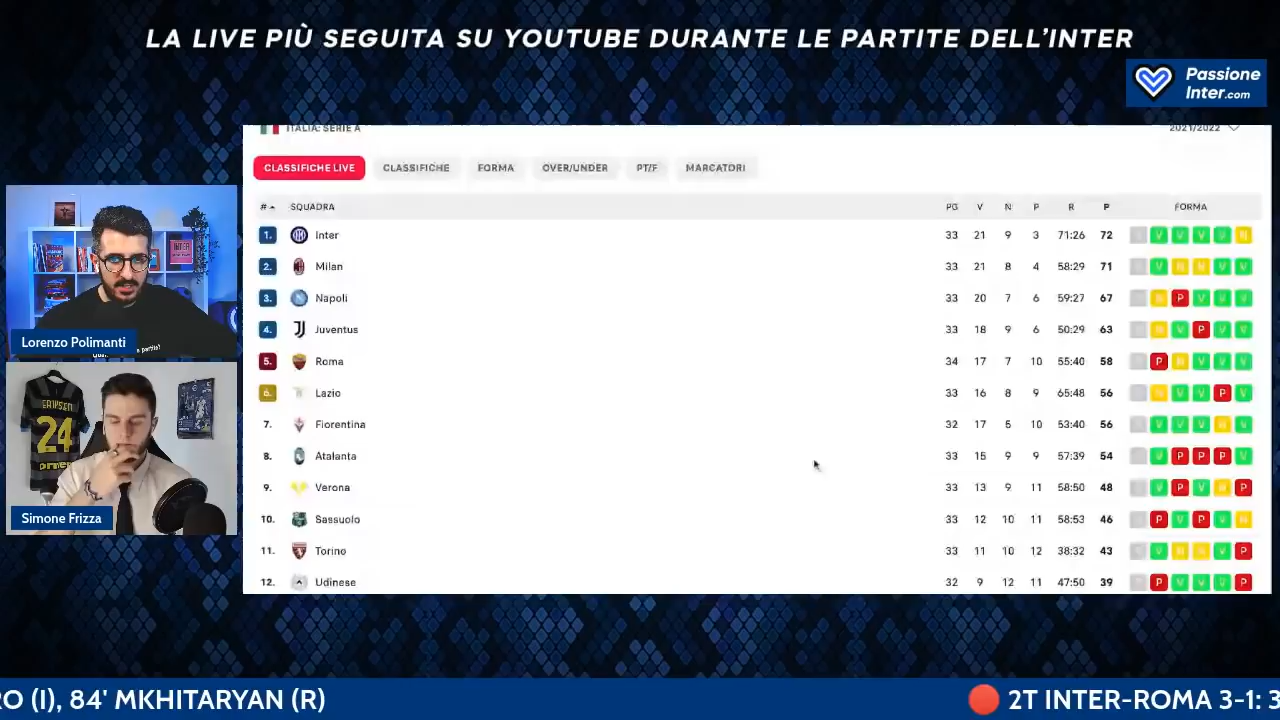 LA LIVE PIÙ SEGUITA SU YOUTUBE DURANTE LE PARTITE DELL'INTER
Passione
Inter.com
ITALIA: SERIE A 2021/2022
CLASSIFICHE LIVE CLASSIFICHE FORMA OVER/UNDER PT/F MARCATORI
# SQUADRA PG V N P R P FORMA
1. Inter 33 21 9 3 71:26 72 V V V V N
2. Milan 33 21 8 4 58:29 71 V N N V V
3. Napoli 33 20 7 6 59:27 67 N P V V V
4. Juventus 33 18 9 6 50:29 63 N V P V V
5. Roma 34 17 7 10 55:40 58 P N V V V
6. Lazio 33 16 8 9 65:48 56 N V V P V
7. Fiorentina 32 17 5 10 53:40 56 V V V N V
8. Atalanta 33 15 9 9 57:39 54 V P P P V
9. Verona 33 13 9 11 58:50 48 V P V N P
10. Sassuolo 33 12 10 11 58:53 46 P V P V N
11. Torino 33 11 10 12 38:32 43 V N N V P
12. Udinese 32 9 12 11 47:50 39 P V V V P
Lorenzo Polimanti
partita?
ERIKSEN
24
Simone Frizza
RO (I), 84' MKHITARYAN (R) 2T INTER-ROMA 3-1: 3